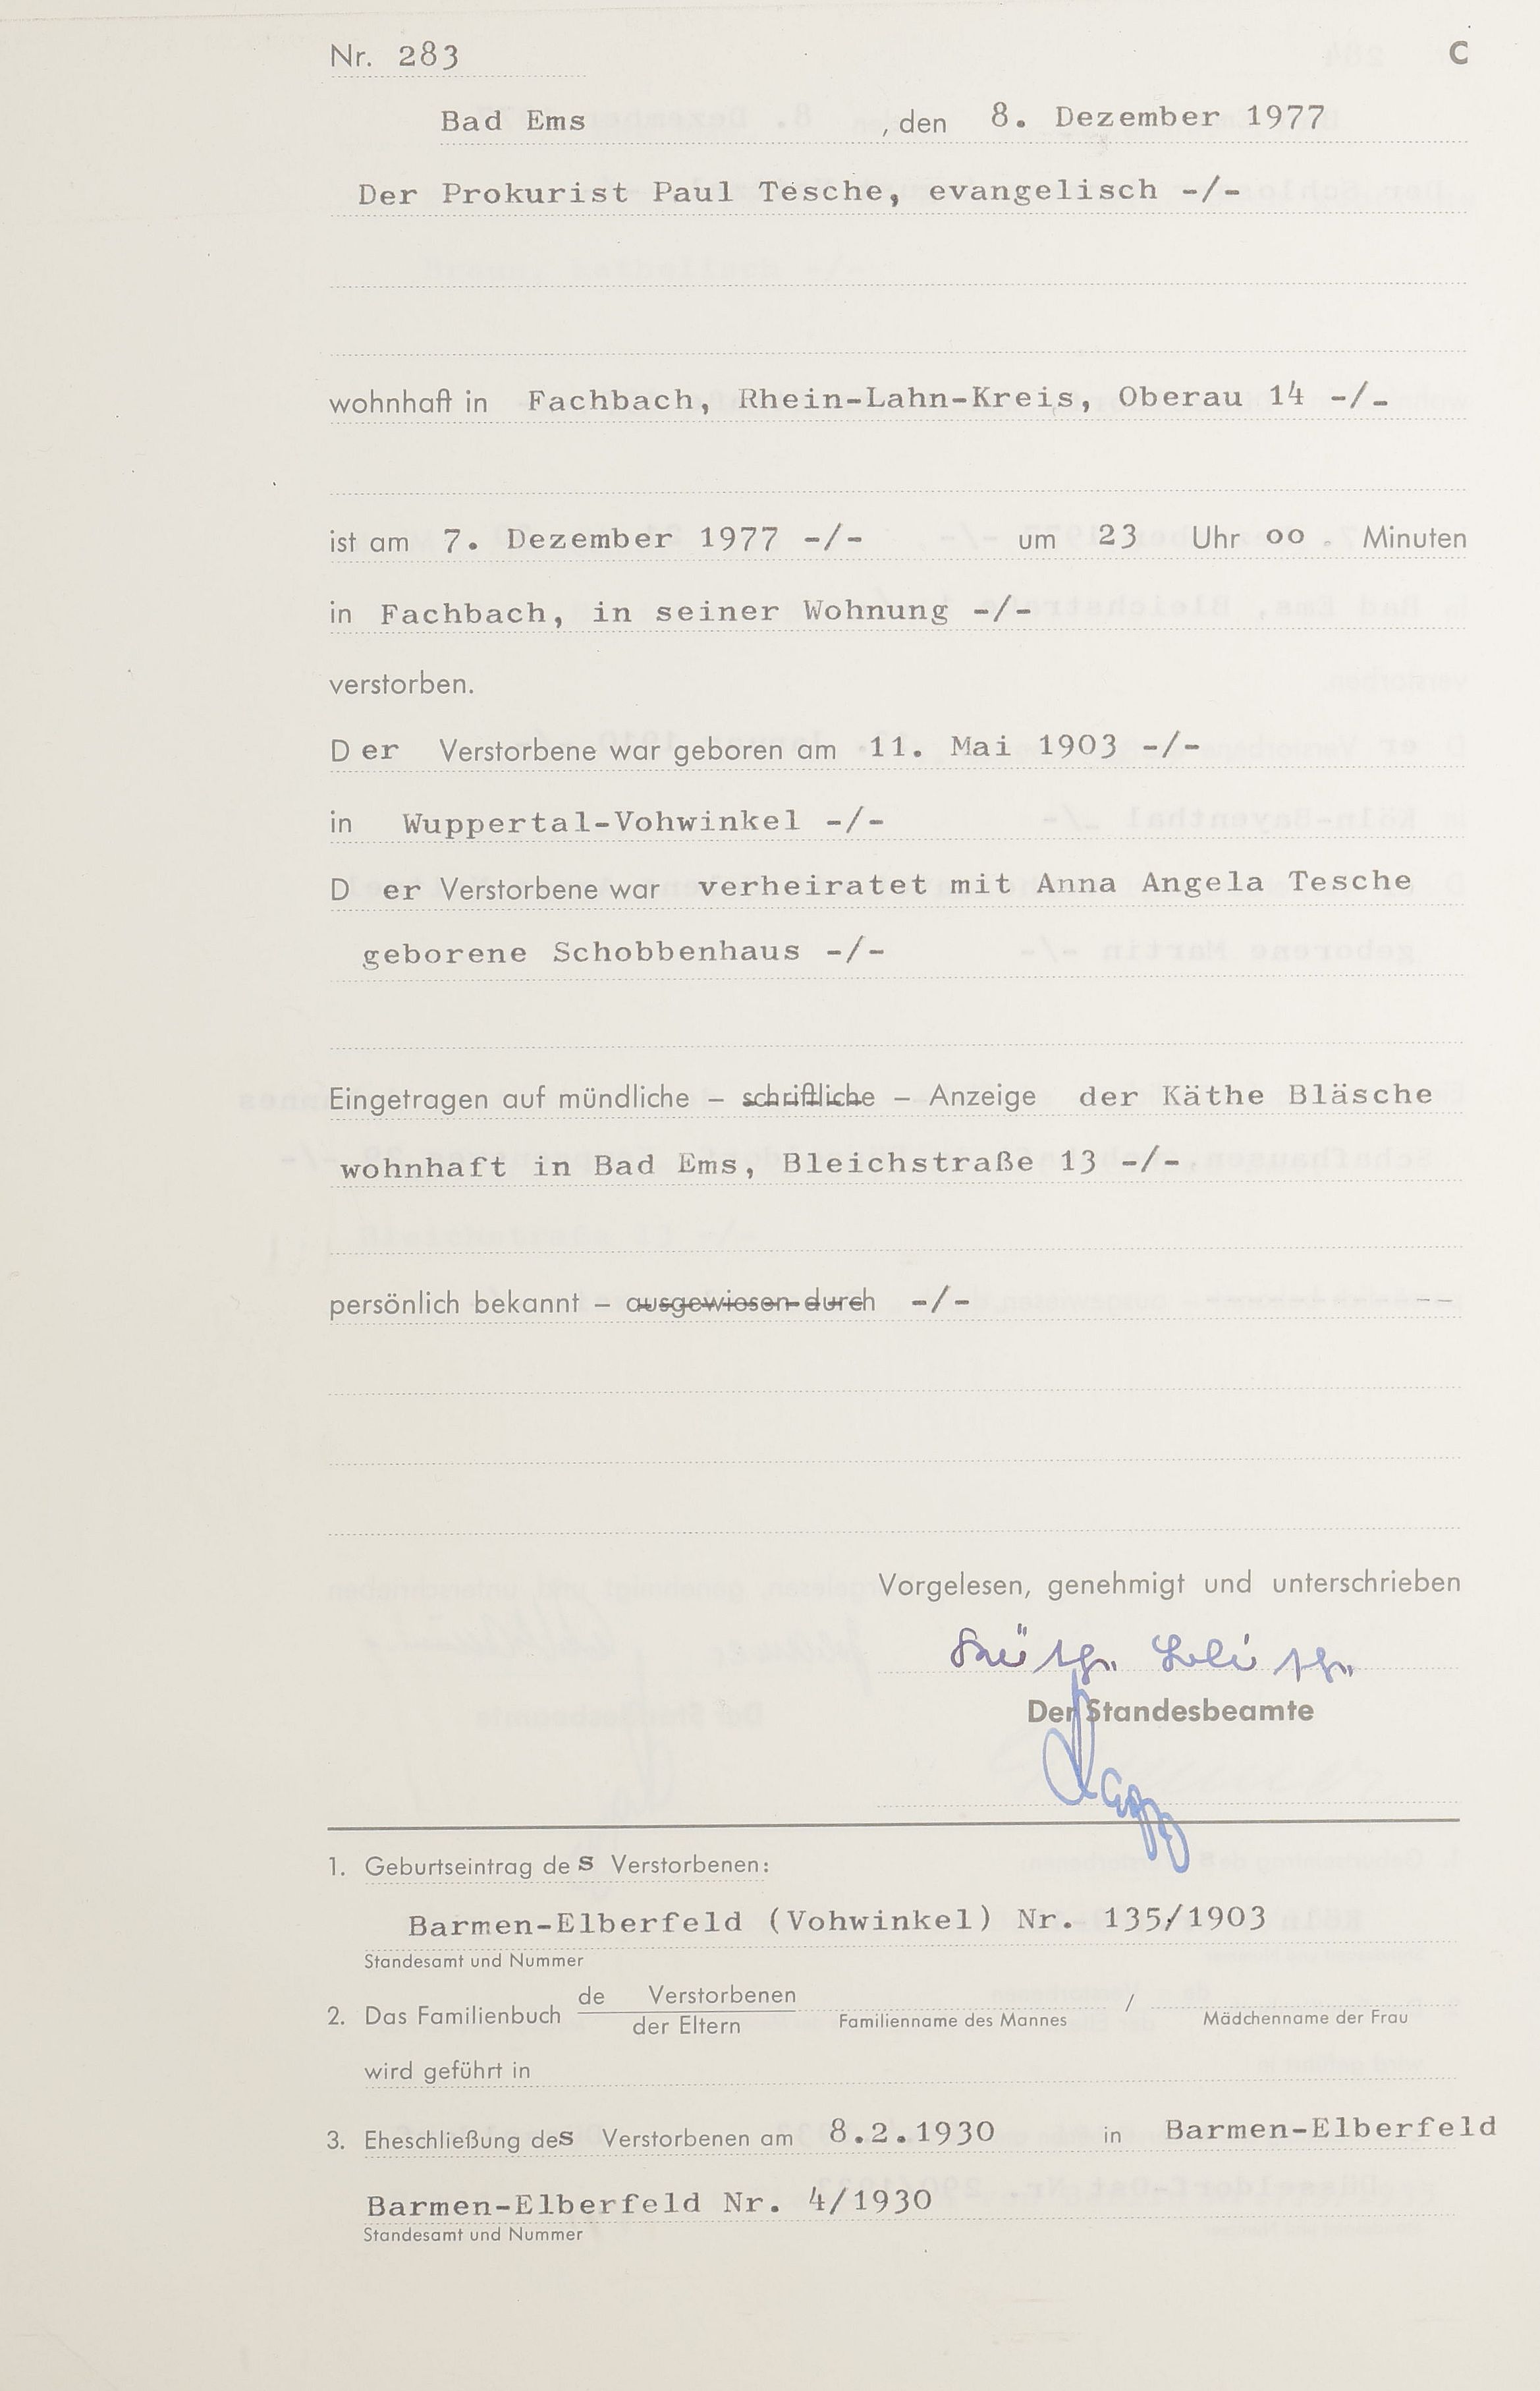 Nr. 283 C
Bad Ems , den 8. Dezember 1977
Der Prokurist Paul Tesche, evangelisch -/-
wohnhaft in Fachbach, Rhein-Lahn-Kreis, Oberau 14 -/-
ist am 7. Dezember 1977 -/- um 23 Uhr oo Minuten
in Fachbach, in seiner Wohnung -/-
verstorben.
D er Verstorbene war geboren am 11. Mai 1903 -/-
in Wuppertal-Vohwinkel -/-
D er Verstorbene war verheiratet mit Anna Angela Tesche
geborene Schobbenhaus -/-
Eingetragen auf mündliche – schriftliche – Anzeige der Käthe Bläsche
wohnhaft in Bad Ems, Bleichstraße 13 -/-
persönlich bekannt – ausgewiesen durch -/-
Vorgelesen, genehmigt und unterschrieben
Käthe Bläsche
Der Standesbeamte
1. Geburtseintrag des Verstorbenen:
Barmen-Elberfeld (Vohwinkel) Nr. 135/1903
Standesamt und Nummer
de Verstorbenen
2. Das Familienbuch /
der Eltern Familienname des Mannes Mädchenname der Frau
wird geführt in
3. Eheschließung des Verstorbenen am 8.2.1930 in Barmen-Elberfeld
Barmen-Elberfeld Nr. 4/1930
Standesamt und Nummer